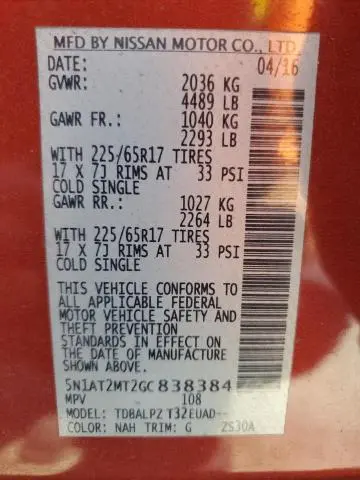 MFD BY NISSAN MOTOR CO., LTD.
DATE: 04/16
GVWR: 2036 KG
4489 LB
GAWR FR.: 1040 KG
2293 LB
WITH 225/65R17 TIRES
17 X 7J RIMS AT 33 PSI
COLD SINGLE
GAWR RR.: 1027 KG
2264 LB
WITH 225/65R17 TIRES
17 X 7J RIMS AT 33 PSI
COLD SINGLE
THIS VEHICLE CONFORMS TO
ALL APPLICABLE FEDERAL
MOTOR VEHICLE SAFETY AND
THEFT PREVENTION STANDARDS
IN EFFECT ON THE DATE OF
MANUFACTURE SHOWN ABOVE.
5N1AT2MT2GC838384
MPV 108
MODEL: TDBALPZ T32EUAD--
COLOR: NAH TRIM: G 2S30A